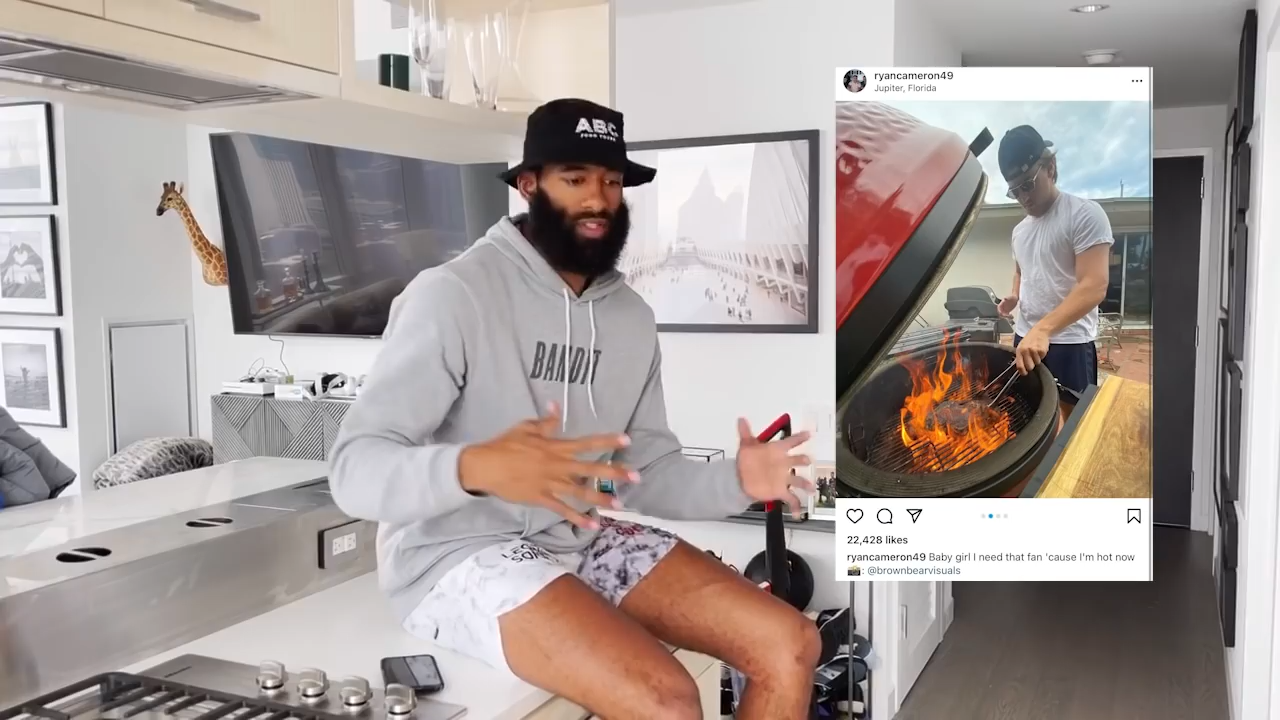 ABC
BANDIT
ryancameron49
Jupiter, Florida
22,428 likes
ryancameron49 Baby girl I need that fan 'cause I'm hot now
📸: @brownbearvisuals